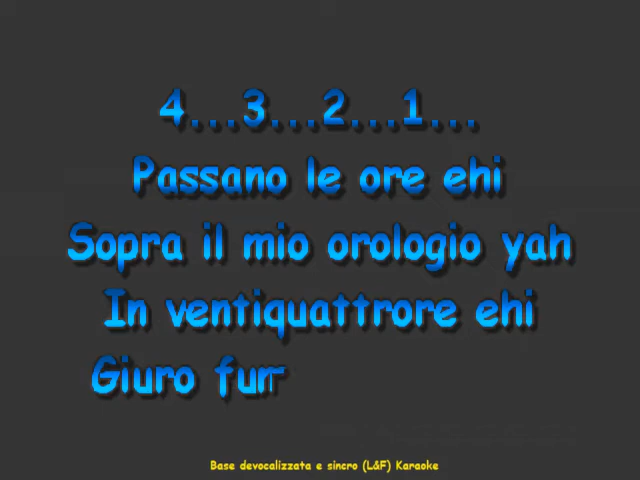 4...3...2...1...
Passano le ore ehi
Sopra il mio orologio yah
In ventiquattrore ehi
Giuro
Base devocalizzata e sincro (L&F) Karaoke